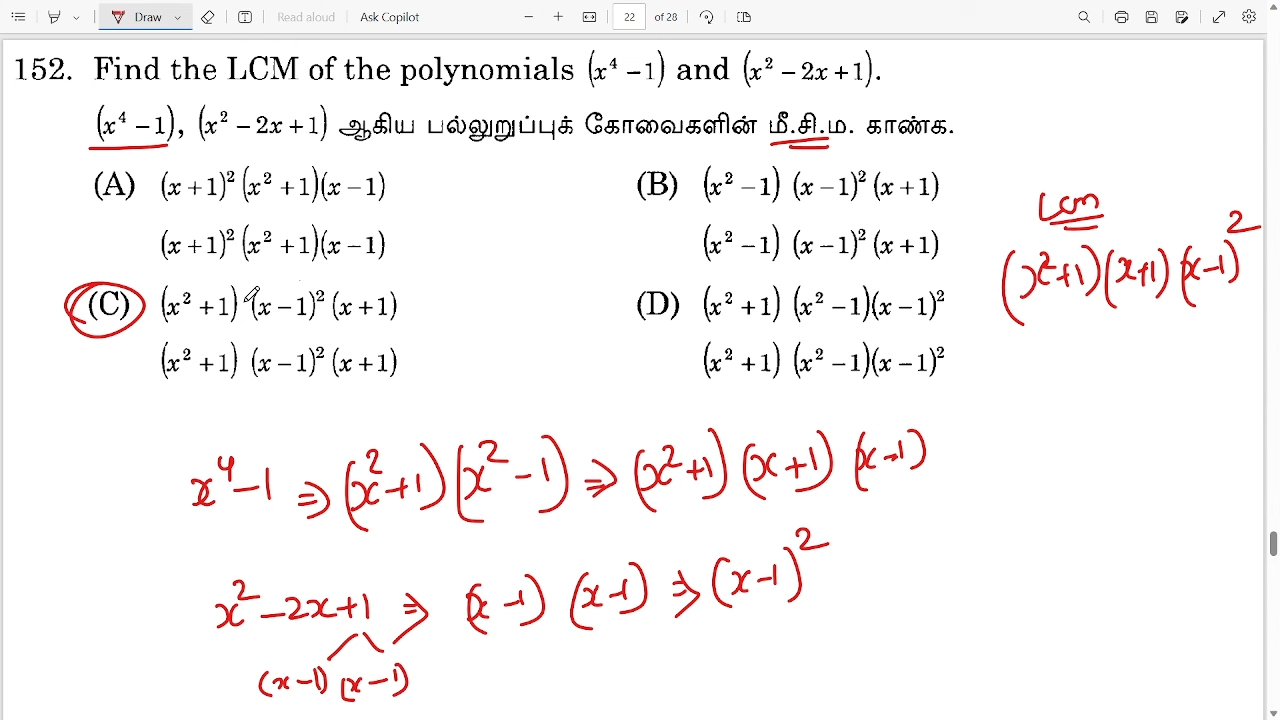 Draw Read aloud Ask Copilot 22 of 28
152. Find the LCM of the polynomials (x⁴ −1) and (x² − 2x +1).
(x⁴ −1), (x² − 2x +1) ஆகிய பல்லுறுப்புக் கோவைகளின் மீ.சி.ம. காண்க.
(A) (x +1)² (x² +1)(x −1) (B) (x² −1) (x −1)² (x +1)
(x +1)² (x² +1)(x −1) (x² −1) (x −1)² (x +1)
(C) (x² +1) (x −1)² (x +1) (D) (x² +1) (x² −1)(x −1)²
(x² +1) (x −1)² (x +1) (x² +1) (x² −1)(x −1)²
Lcm
(x²+1)(x+1)(x-1)²
x⁴-1 ⇒ (x²+1)(x²-1) ⇒ (x²+1)(x+1)(x-1)
x²-2x+1 ⇒ (x-1)(x-1) ⇒ (x-1)²
(x-1)(x-1)